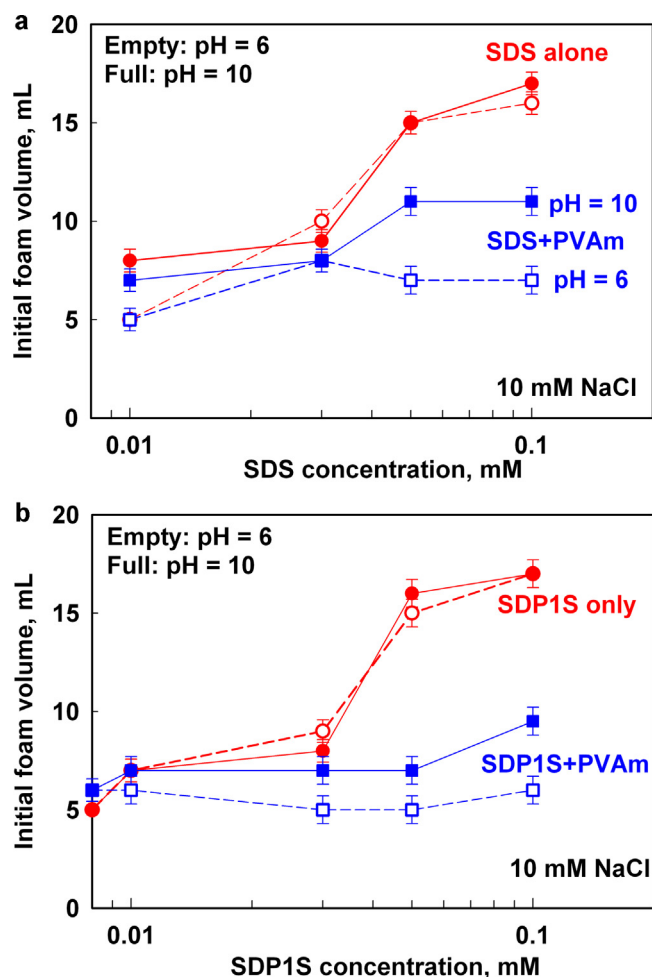 a
20
Empty: pH = 6
Full: pH = 10
SDS alone
15
pH = 10
10
SDS+PVAm
pH = 6
5
10 mM NaCl
0
0.01
0.1
Initial foam volume, mL
SDS concentration, mM
b
20
Empty: pH = 6
Full: pH = 10
15
SDP1S only
10
SDP1S+PVAm
5
10 mM NaCl
0
0.01
0.1
Initial foam volume, mL
SDP1S concentration, mM